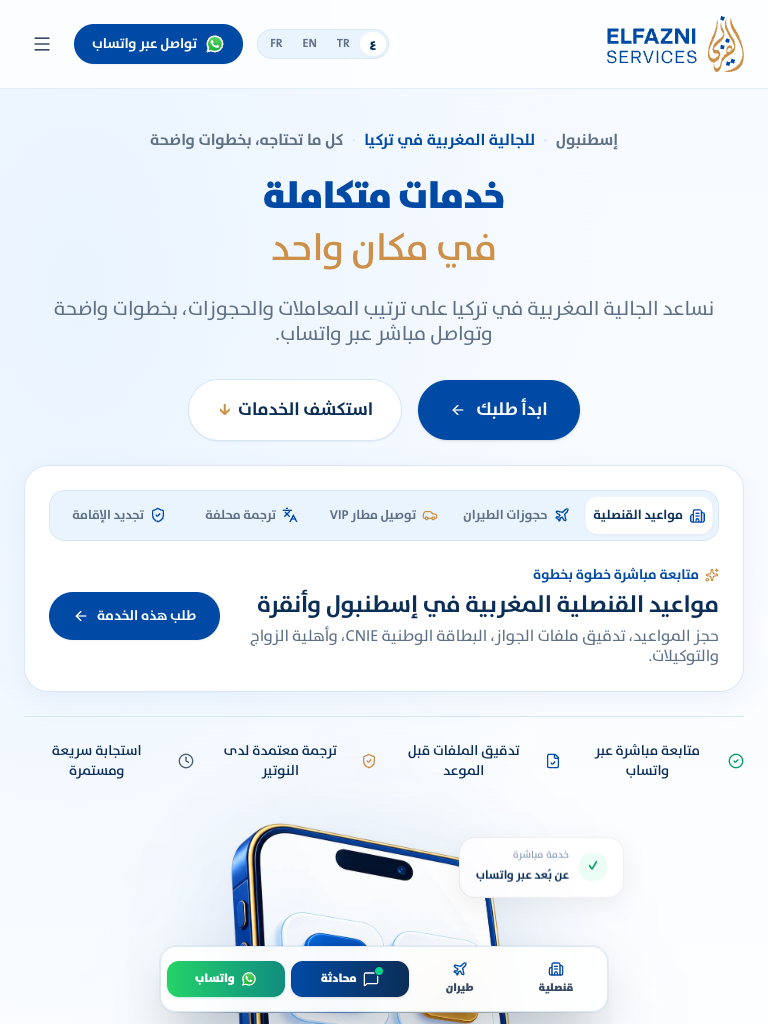 ELFAZNI
SERVICES
ع
TR
EN
FR
تواصل عبر واتساب
إسطنبول · للجالية المغربية في تركيا · كل ما تحتاجه، بخطوات واضحة
خدمات متكاملة
في مكان واحد
نساعد الجالية المغربية في تركيا على ترتيب المعاملات والحجوزات، بخطوات واضحة
وتواصل مباشر عبر واتساب.
ابدأ طلبك
استكشف الخدمات
مواعيد القنصلية
حجوزات الطيران
توصيل مطار VIP
ترجمة محلفة
تجديد الإقامة
متابعة مباشرة خطوة بخطوة
مواعيد القنصلية المغربية في إسطنبول وأنقرة
حجز المواعيد، تدقيق ملفات الجواز، البطاقة الوطنية CNIE، وأهلية الزواج
والتوكيلات.
طلب هذه الخدمة
متابعة مباشرة عبر
واتساب
تدقيق الملفات قبل
الموعد
ترجمة معتمدة لدى
النوتير
استجابة سريعة
ومستمرة
خدمة مباشرة
عن بُعد عبر واتساب
قنصلية
طيران
محادثة
واتساب